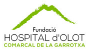 Fundació
HOSPITAL d'OLOT
COMARCAL DE LA GARROTXA